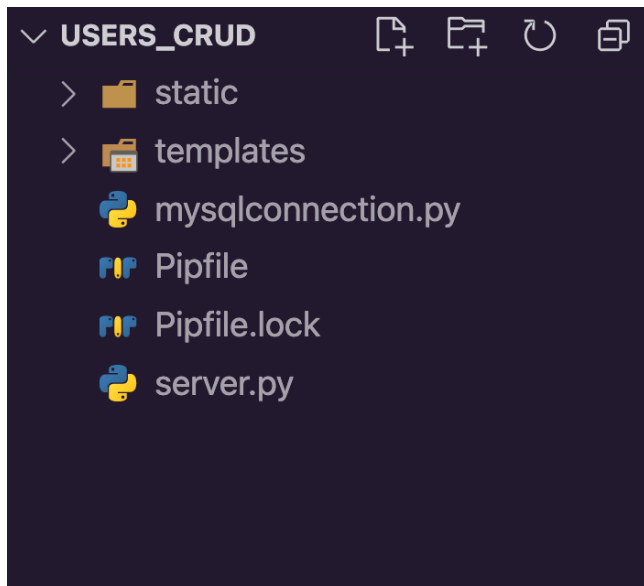 USERS_CRUD
static
templates
mysqlconnection.py
Pipfile
Pipfile.lock
server.py